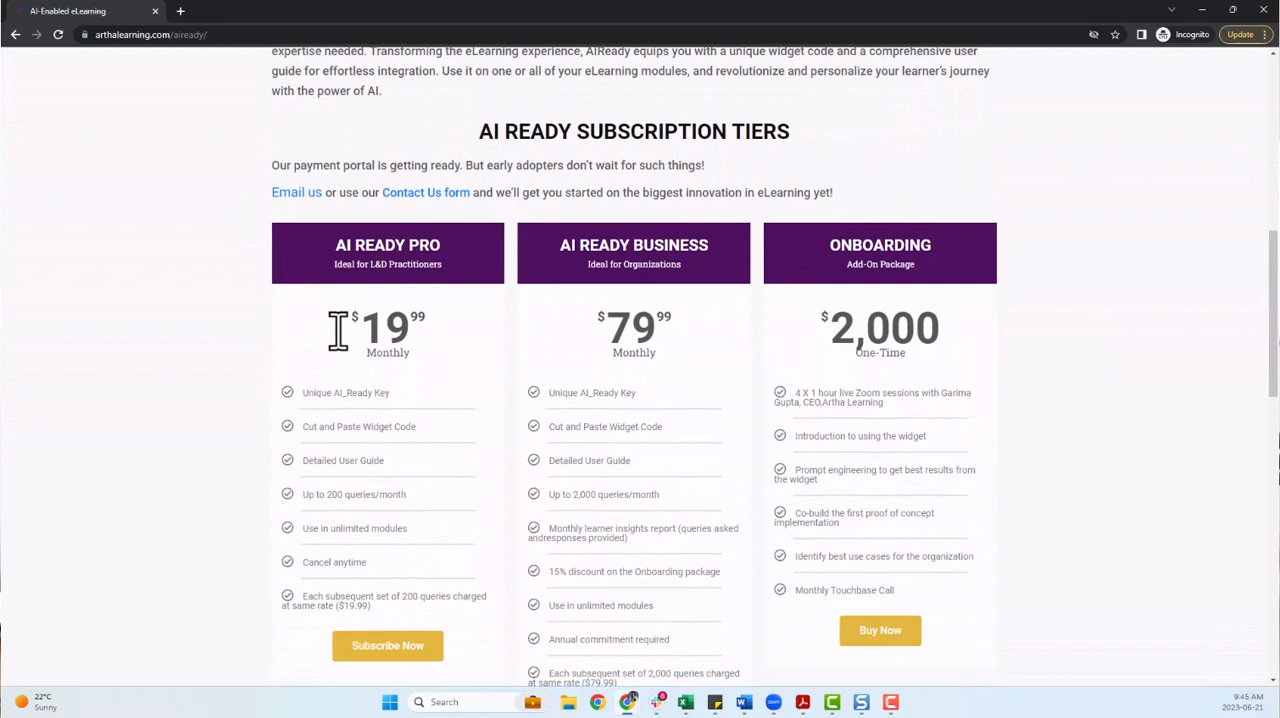 AI-Enabled eLearning
arthalearning.com/aiready/
Incognito
Update
expertise needed. Transforming the eLearning experience, AIReady equips you with a unique widget code and a comprehensive user
guide for effortless integration. Use it on one or all of your eLearning modules, and revolutionize and personalize your learner's journey
with the power of AI.
AI READY SUBSCRIPTION TIERS
Our payment portal is getting ready. But early adopters don't wait for such things!
Email us or use our Contact Us form and we'll get you started on the biggest innovation in eLearning yet!
AI READY PRO
Ideal for L&D Practitioners
$19 99
Monthly
Unique AI_Ready Key
Cut and Paste Widget Code
Detailed User Guide
Up to 200 queries/month
Use in unlimited modules
Cancel anytime
Each subsequent set of 200 queries charged
at same rate ($19.99)
Subscribe Now
AI READY BUSINESS
Ideal for Organizations
$79 99
Monthly
Unique AI_Ready Key
Cut and Paste Widget Code
Detailed User Guide
Up to 2,000 queries/month
Monthly learner insights report (queries asked
andresponses provided)
15% discount on the Onboarding package
Use in unlimited modules
Annual commitment required
Each subsequent set of 2,000 queries charged
at same rate ($79.99)
ONBOARDING
Add-On Package
$2,000
One-Time
4 X 1 hour live Zoom sessions with Garima
Gupta, CEO,Artha Learning
Introduction to using the widget
Prompt engineering to get best results from
the widget
Co-build the first proof of concept
implementation
Identify best use cases for the organization
Monthly Touchbase Call
Buy Now
22°C
Sunny
Search
9:45 AM
2023-06-21